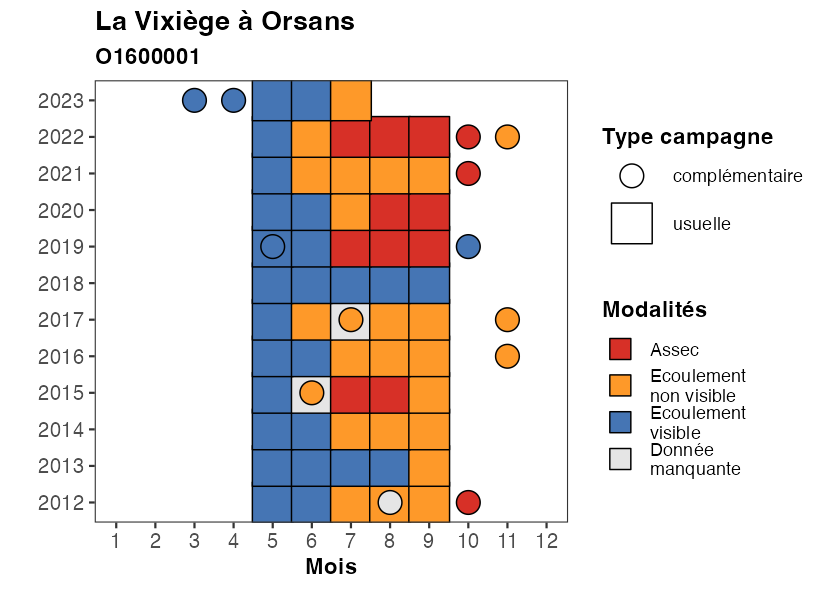 La Vixiège à Orsans
O1600001
2023
2022
2021
2020
2019
2018
2017
2016
2015
2014
2013
2012
1 2 3 4 5 6 7 8 9 10 11 12
Mois
Type campagne
complémentaire
usuelle
Modalités
Assec
Ecoulement
non visible
Ecoulement
visible
Donnée
manquante